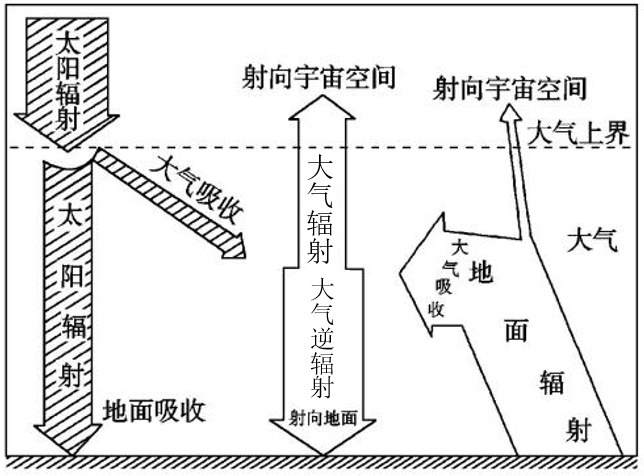 太阳辐射
大气吸收
太阳辐射
地面吸收
射向宇宙空间
大气辐射
大气逆辐射
射向地面
射向宇宙空间
大气上界
大气
大气吸收
地面辐射